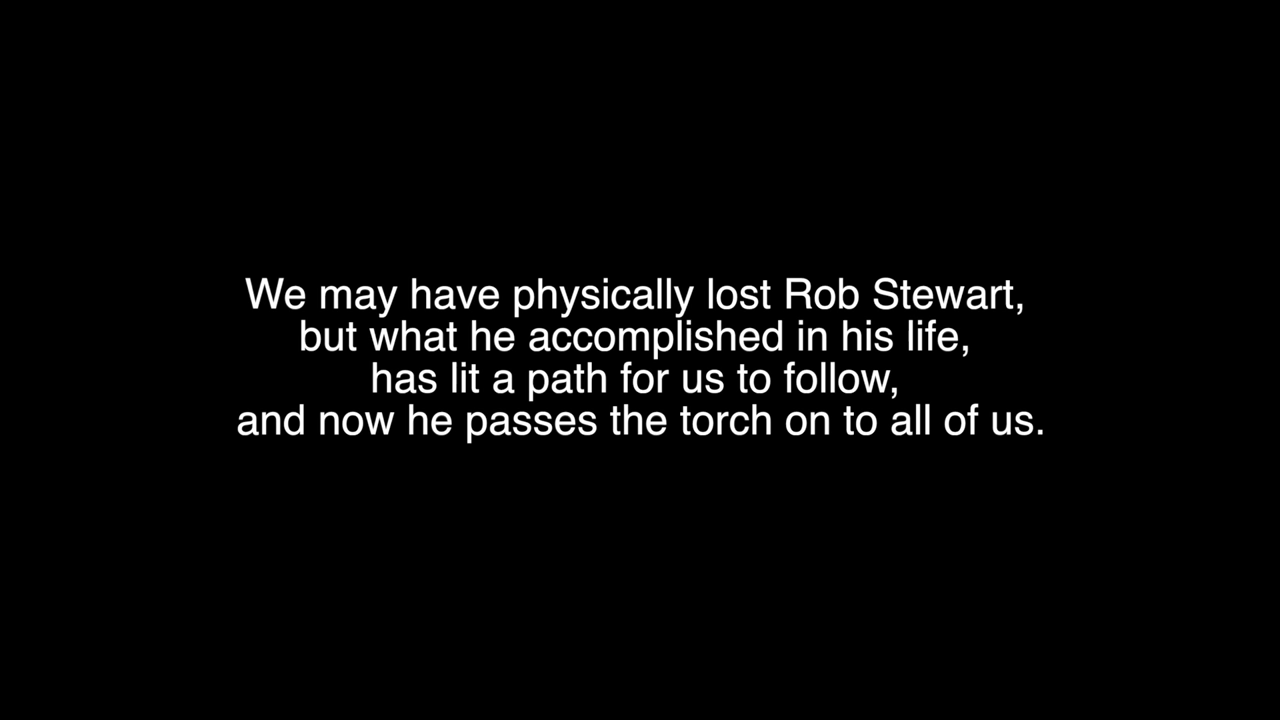 We may have physically lost Rob Stewart,
but what he accomplished in his life,
has lit a path for us to follow,
and now he passes the torch on to all of us.